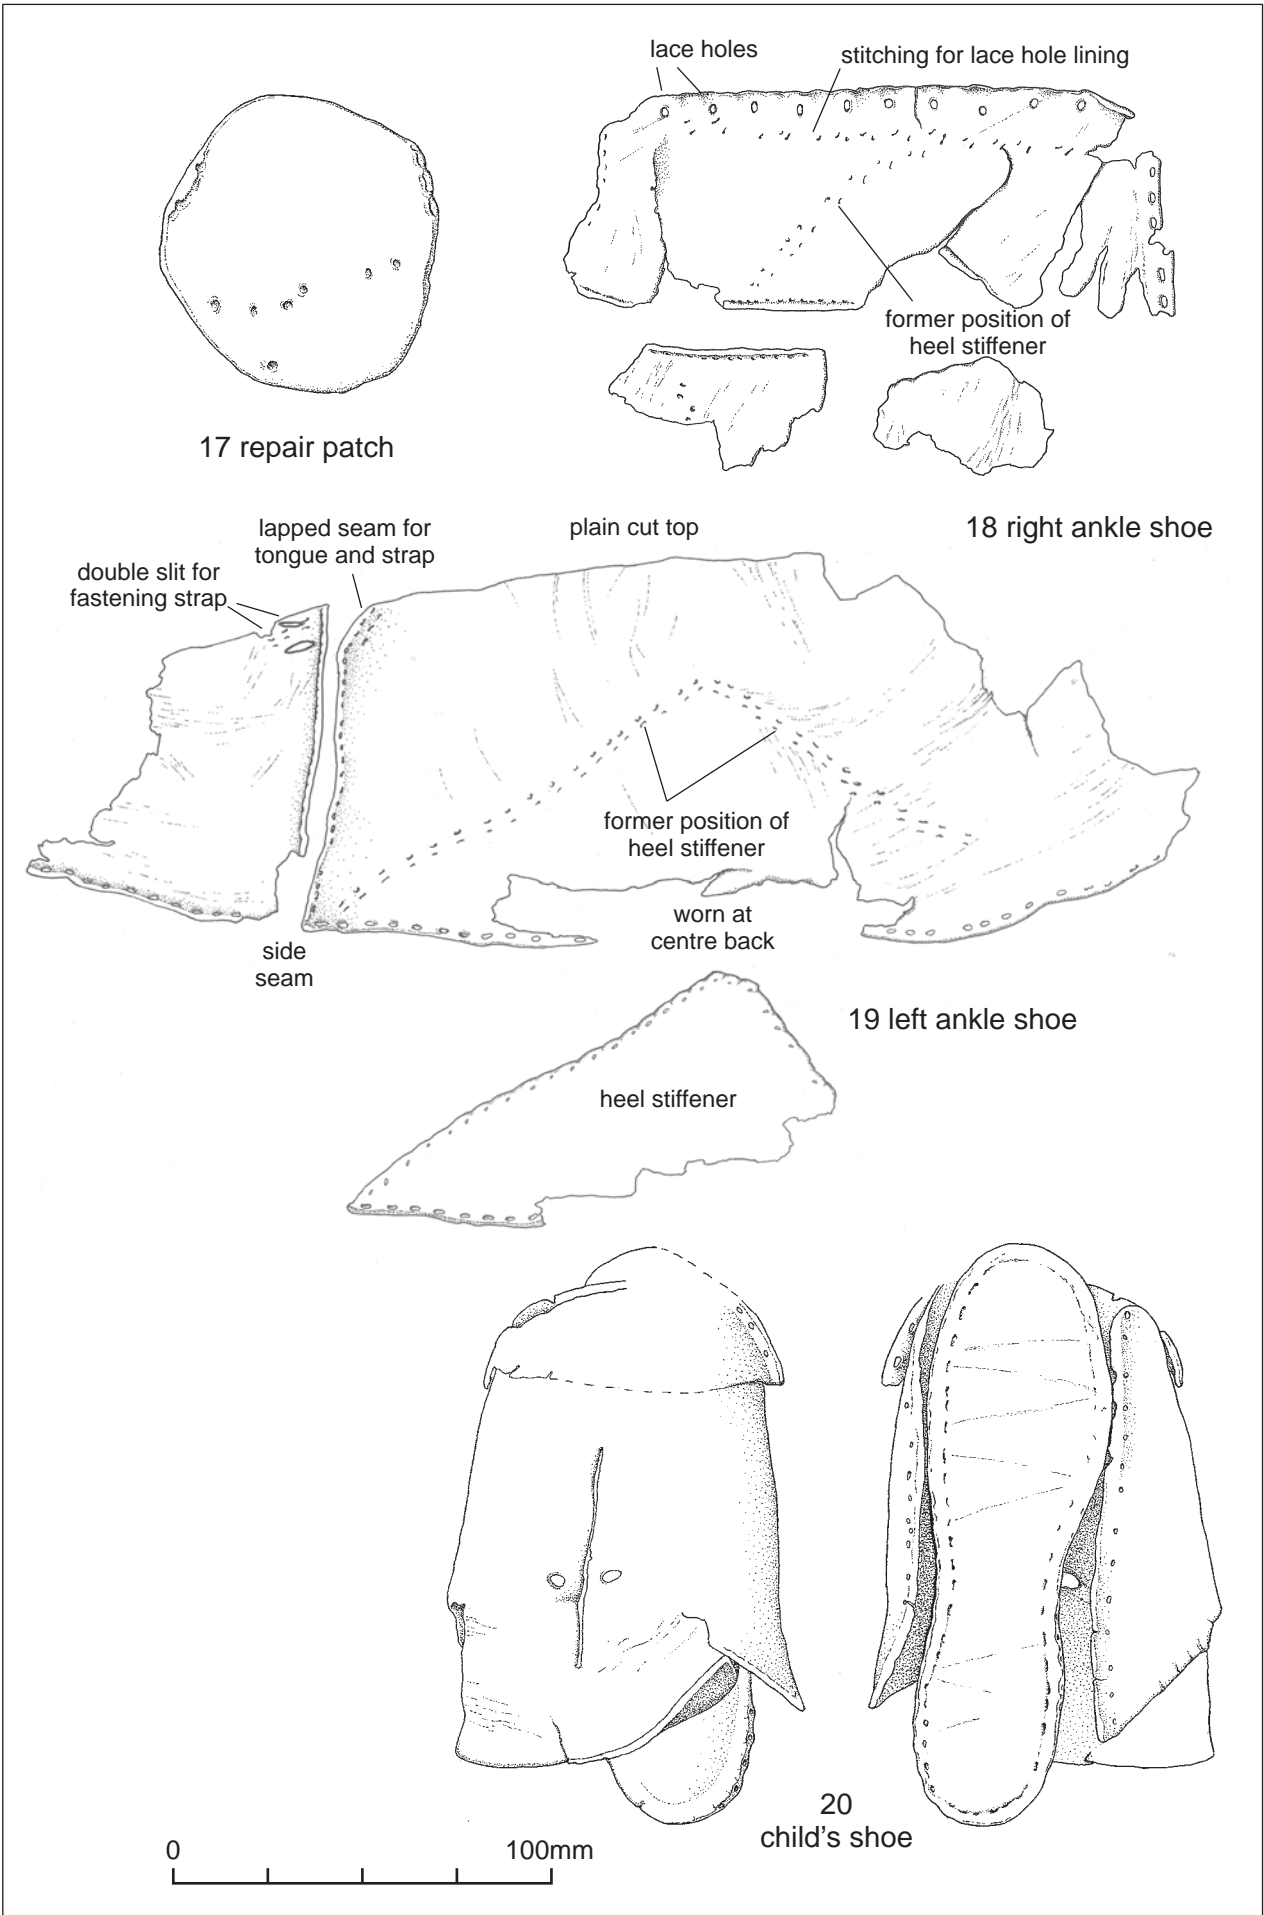 lace holes
stitching for lace hole lining
former position of
heel stiffener
17 repair patch
18 right ankle shoe
lapped seam for
tongue and strap
plain cut top
double slit for
fastening strap
former position of
heel stiffener
worn at
centre back
side
seam
19 left ankle shoe
heel stiffener
20
child's shoe
0
100mm